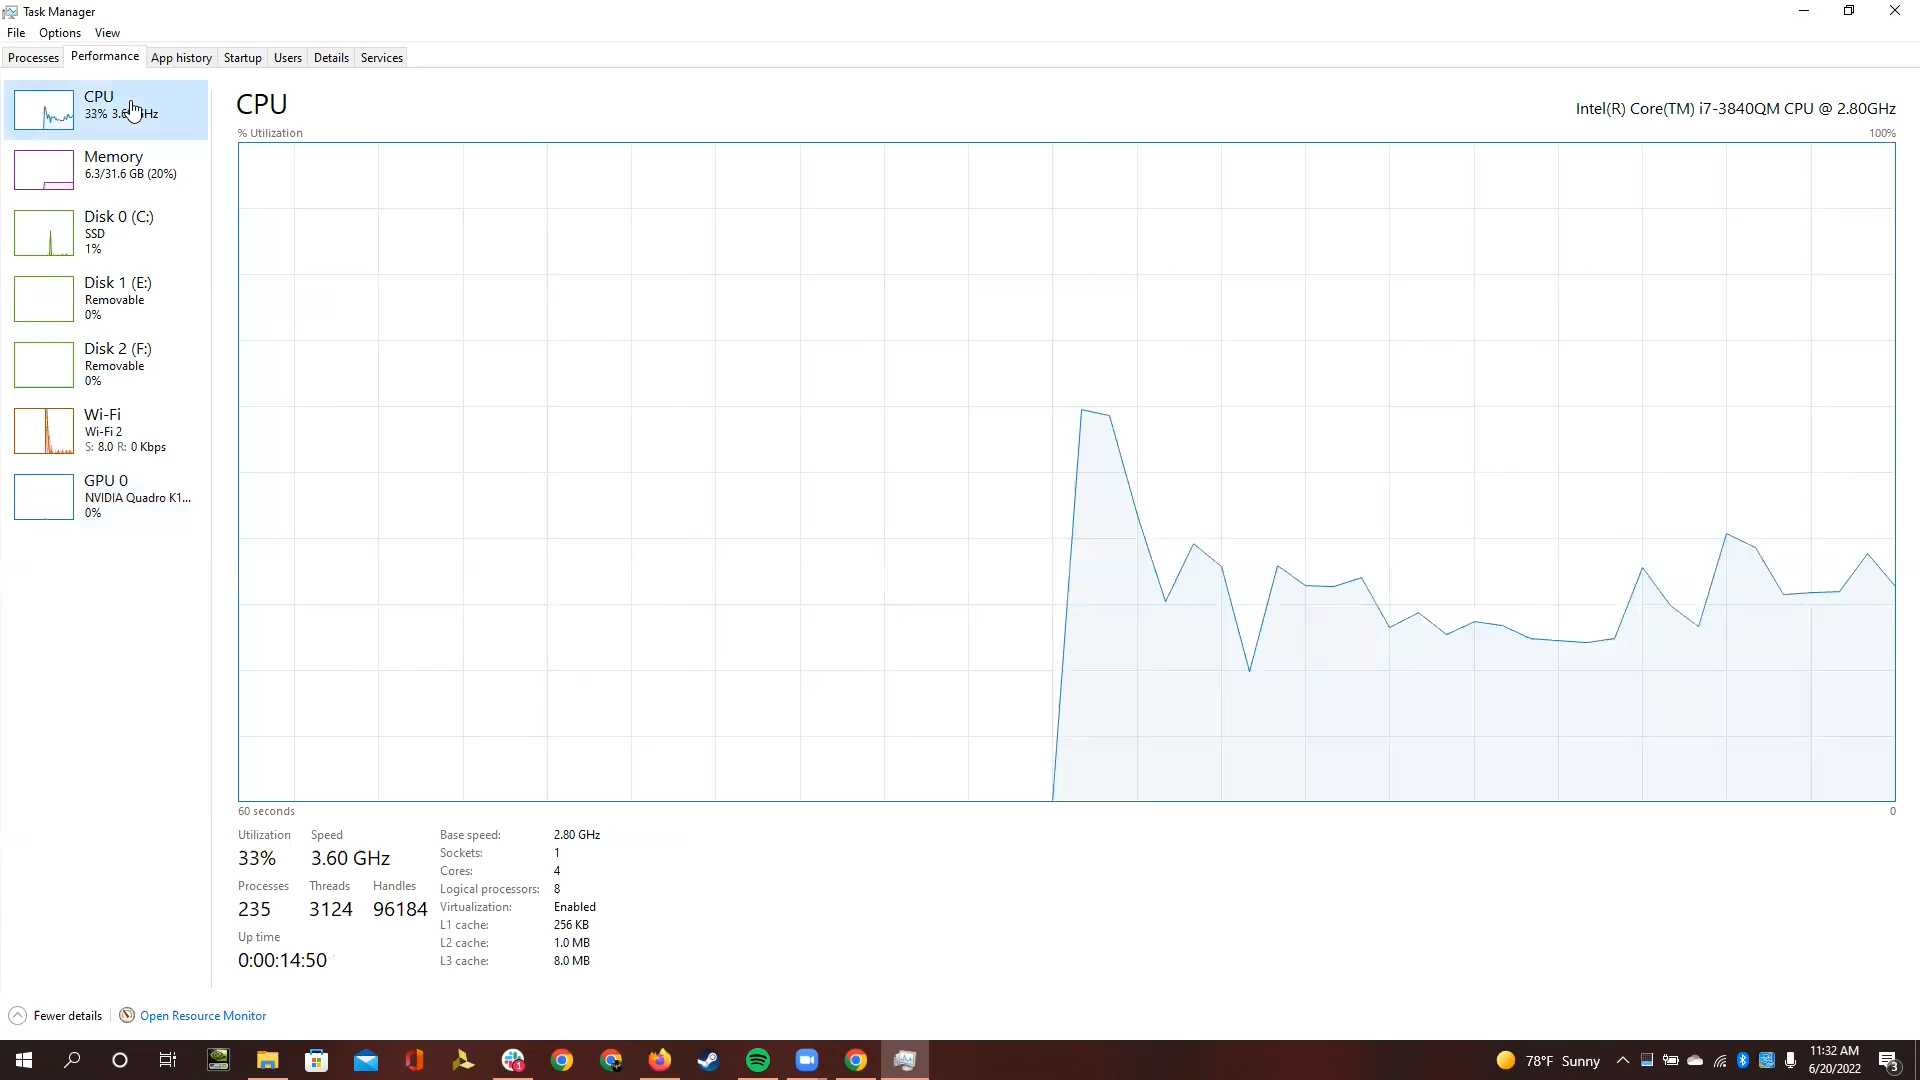 Task Manager
File Options View
Processes Performance App history Startup Users Details Services
CPU
33% 3.6 Hz
Memory
6.3/31.6 GB (20%)
Disk 0 (C:)
SSD
1%
Disk 1 (E:)
Removable
0%
Disk 2 (F:)
Removable
0%
Wi-Fi
Wi-Fi 2
S: 8.0 R: 0 Kbps
GPU 0
NVIDIA Quadro K1...
0%
CPU
Intel(R) Core(TM) i7-3840QM CPU @ 2.80GHz
% Utilization
100%
60 seconds
0
Utilization Speed
33% 3.60 GHz
Processes Threads Handles
235 3124 96184
Up time
0:00:14:50
Base speed: 2.80 GHz
Sockets: 1
Cores: 4
Logical processors: 8
Virtualization: Enabled
L1 cache: 256 KB
L2 cache: 1.0 MB
L3 cache: 8.0 MB
Fewer details
Open Resource Monitor
1
78°F Sunny
11:32 AM
6/20/2022
3